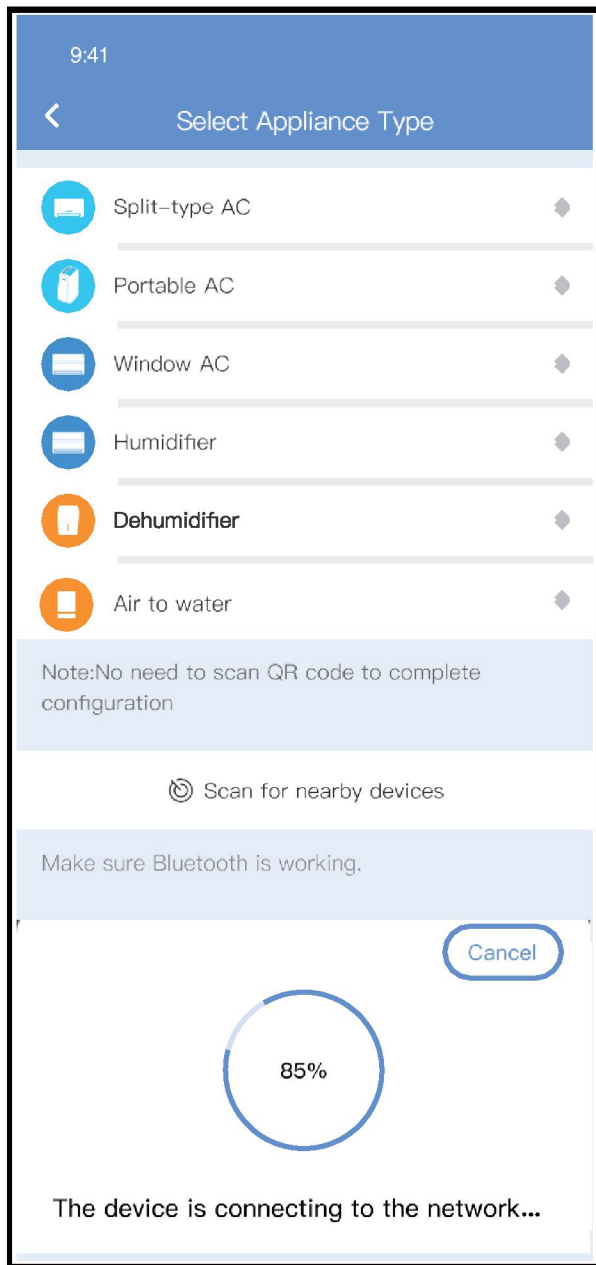 9:41
Select Appliance Type
Split-type AC
Portable AC
Window AC
Humidifier
Dehumidifier
Air to water
Note:No need to scan QR code to complete
configuration
Scan for nearby devices
Make sure Bluetooth is working.
Cancel
85%
The device is connecting to the network...